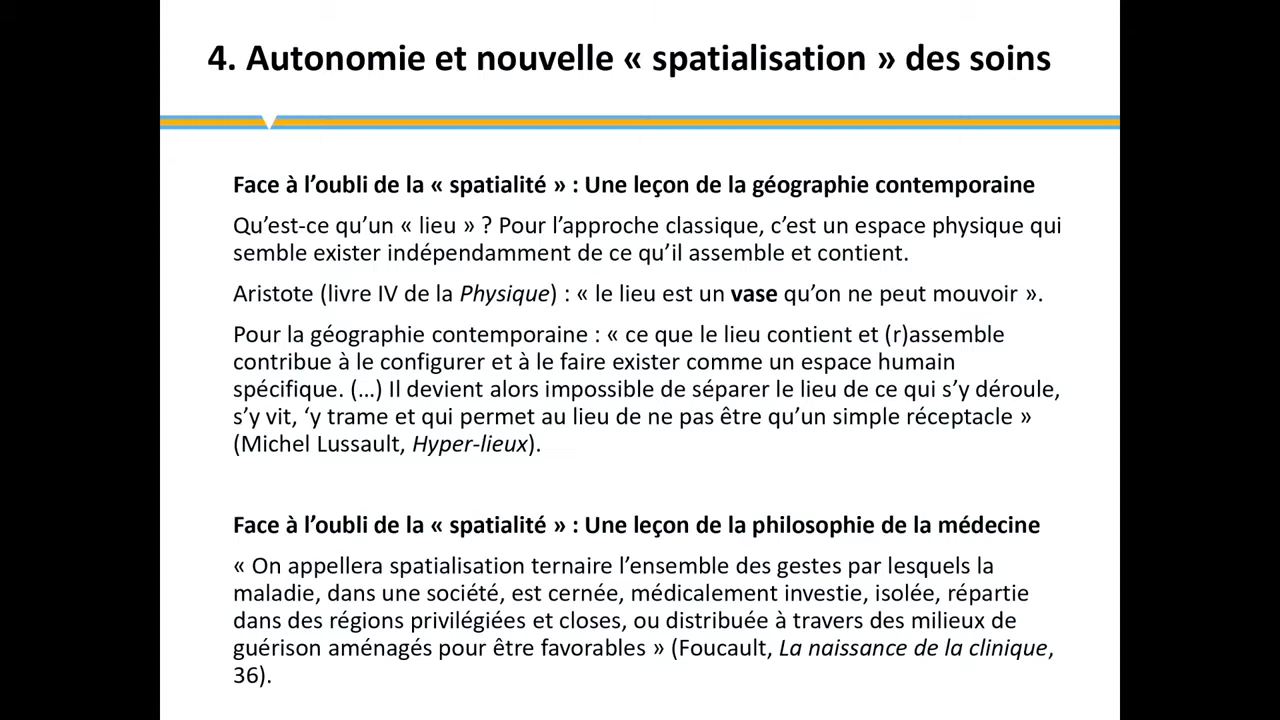 4. Autonomie et nouvelle « spatialisation » des soins
Face à l’oubli de la « spatialité » : Une leçon de la géographie contemporaine
Qu’est-ce qu’un « lieu » ? Pour l’approche classique, c’est un espace physique qui
semble exister indépendamment de ce qu’il assemble et contient.
Aristote (livre IV de la Physique) : « le lieu est un vase qu’on ne peut mouvoir ».
Pour la géographie contemporaine : « ce que le lieu contient et (r)assemble
contribue à le configurer et à le faire exister comme un espace humain
spécifique. (…) Il devient alors impossible de séparer le lieu de ce qui s’y déroule,
s’y vit, ‘y trame et qui permet au lieu de ne pas être qu’un simple réceptacle »
(Michel Lussault, Hyper-lieux).
Face à l’oubli de la « spatialité » : Une leçon de la philosophie de la médecine
« On appellera spatialisation ternaire l’ensemble des gestes par lesquels la
maladie, dans une société, est cernée, médicalement investie, isolée, répartie
dans des régions privilégiées et closes, ou distribuée à travers des milieux de
guérison aménagés pour être favorables » (Foucault, La naissance de la clinique,
36).